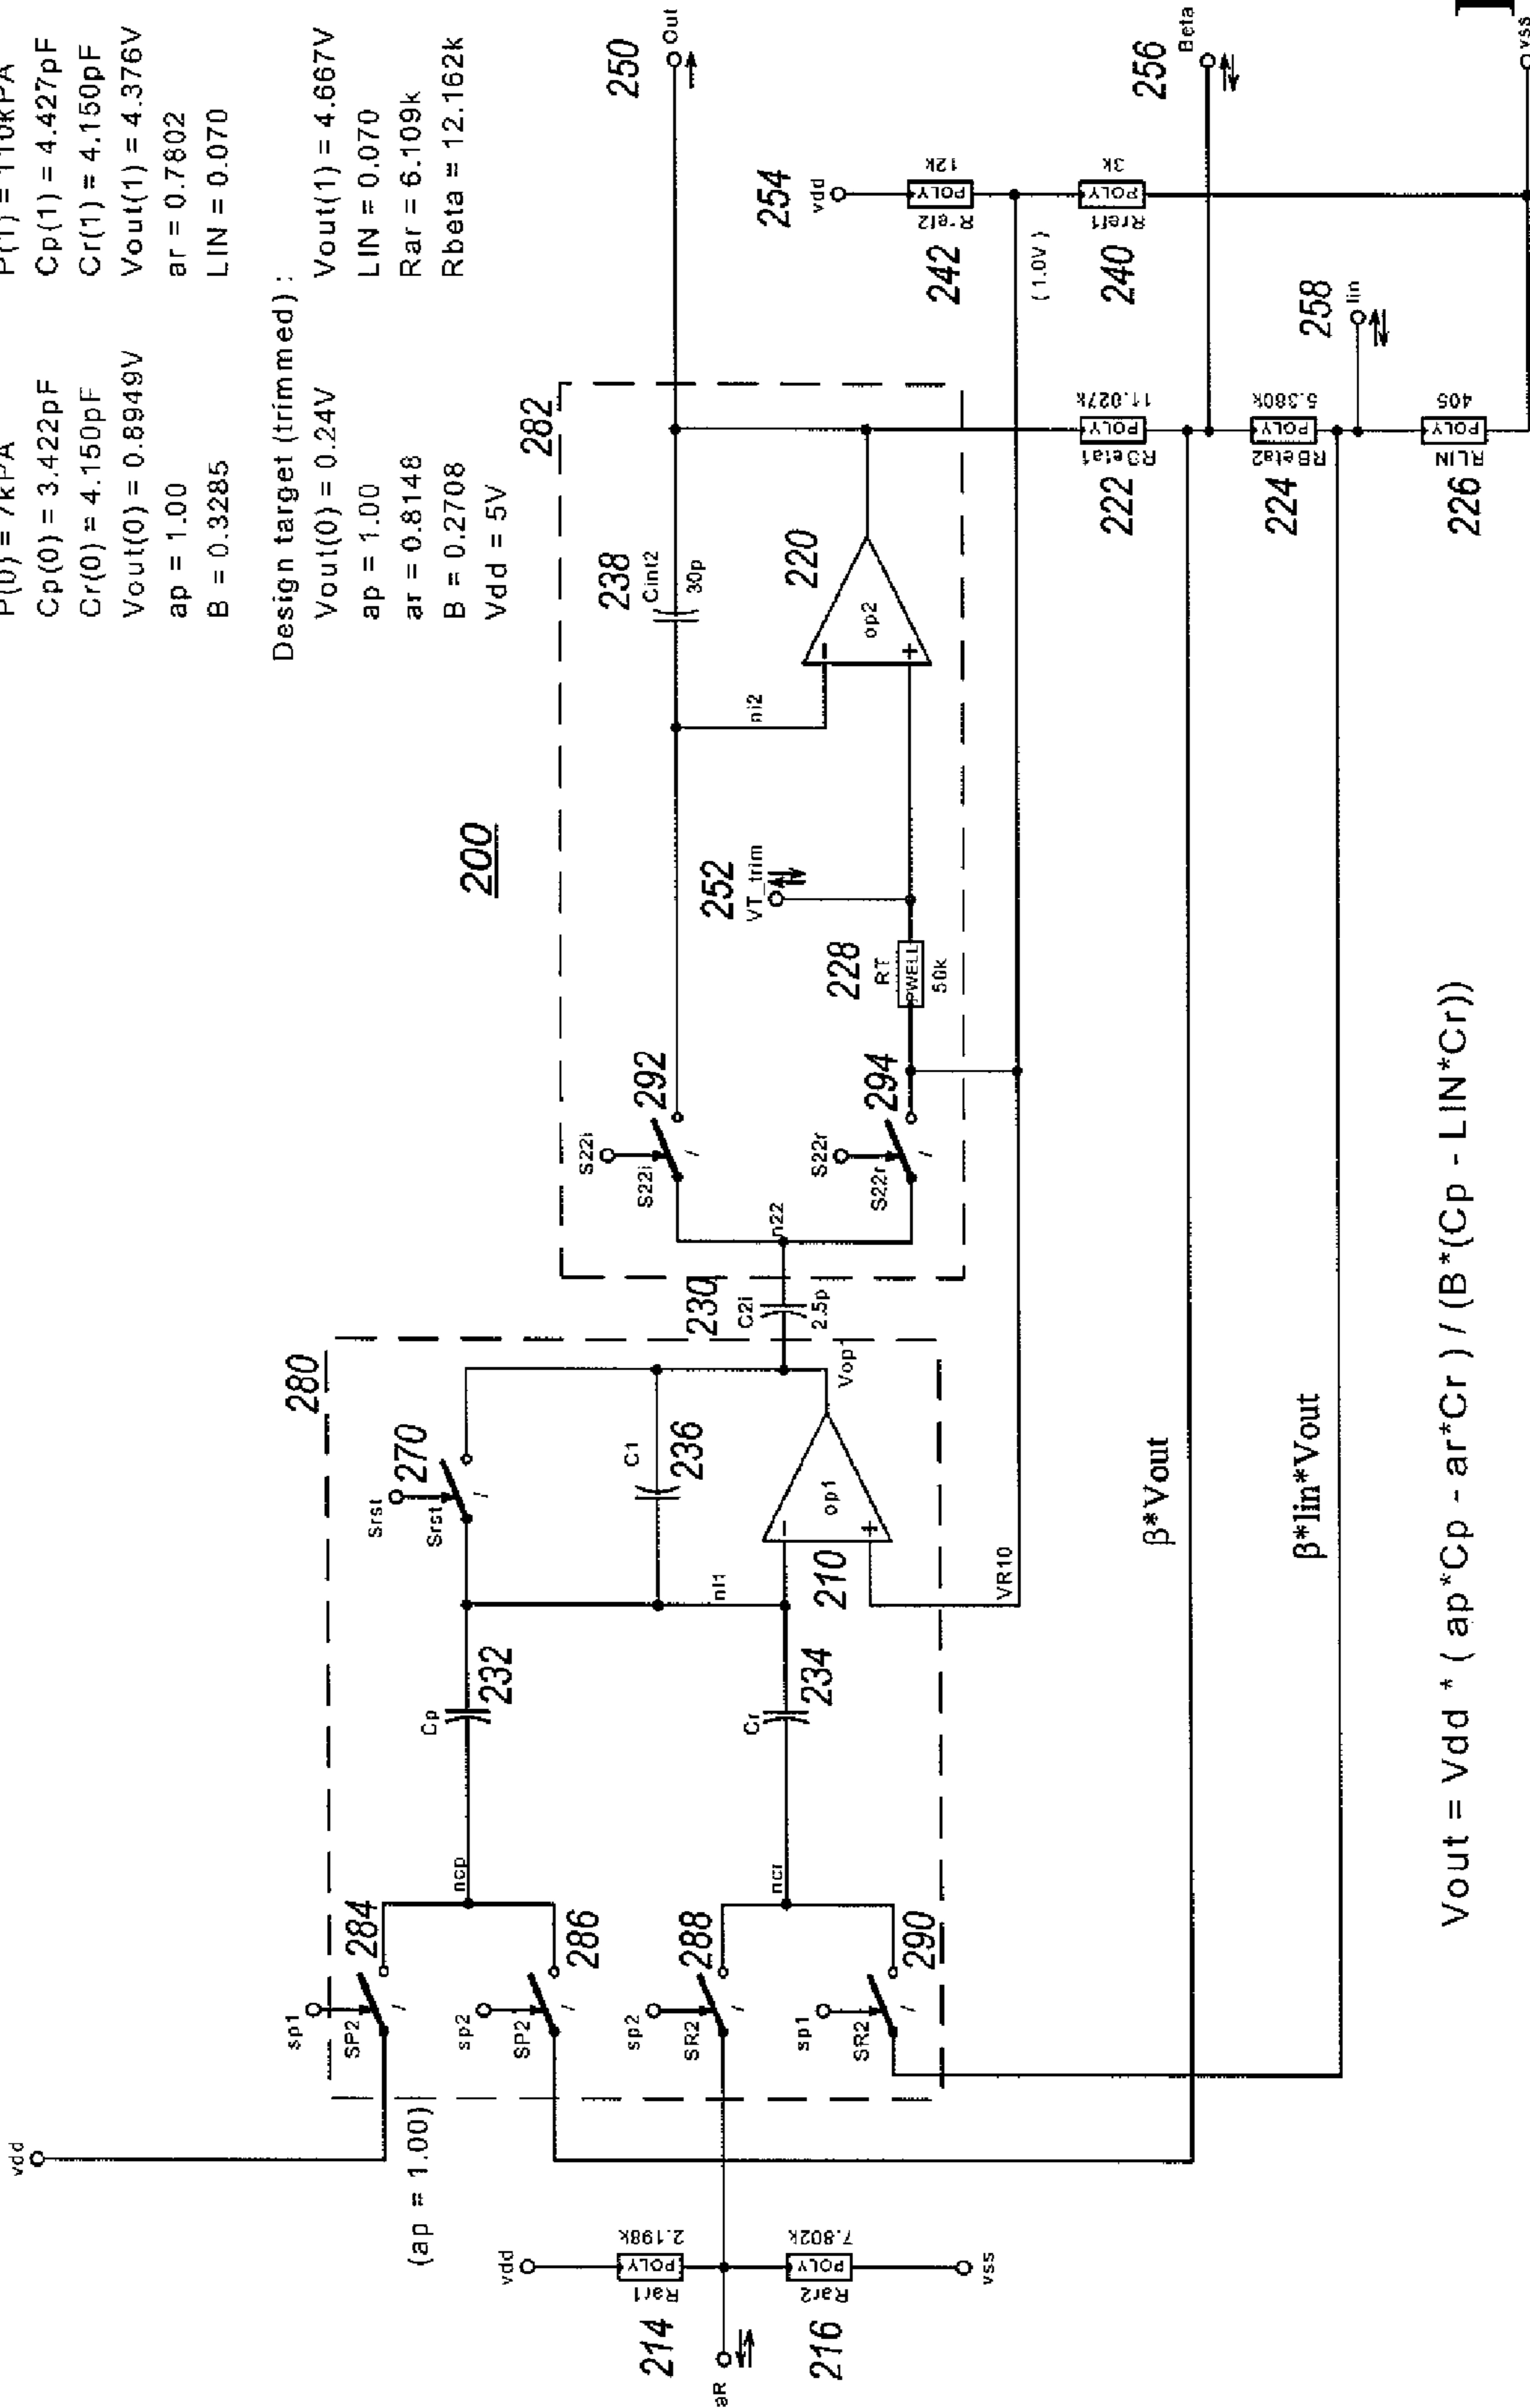 P(0) = 7kPA
P(1) = 110kPA
Cp(0) = 3.422pF
Cp(1) = 4.427pF
Cr(0) = 4.150pF
Cr(1) = 4.150pF
Vout(0) = 0.8949V
Vout(1) = 4.376V
ap = 1.00
ar = 0.7802
B = 0.3285
LIN = 0.070
Design target (trimmed) :
Vout(0) = 0.24V
Vout(1) = 4.667V
ap = 1.00
LIN = 0.070
ar = 0.8148
Rar = 6.109k
B = 0.2708
Rbeta = 12.162k
Vdd = 5V
200
vdd
(ap = 1.00)
280
sp1
SP2
284
ncp
sp2
SP2
286
sp2
SR2
288
ncr
sp1
SR2
290
Cp
232
Cr
234
Srst
Srst
270
C1
236
ni1
op1
210
Vop1
VR10
230
C2i
2.5p
n22
282
S22i
S22i
292
S22r
S22r
294
228
RT
PWELL
50k
252
VT_trim
ni2
238
Cint2
30p
220
op2
250
Out
254
vdd
242
Rref2
POLY
12k
240
Rref1
POLY
3k
(1.0V)
222
RBeta1
POLY
11.027k
224
RBeta2
POLY
5.380k
226
RLIN
POLY
405
256
Beta
258
lin
vss
vdd
214
Rar1
POLY
2.198k
aR
216
Rar2
POLY
7.802k
vss
β*Vout
β*lin*Vout
Vout = Vdd * ( ap*Cp - ar*Cr ) / (B*(Cp - LIN*Cr))